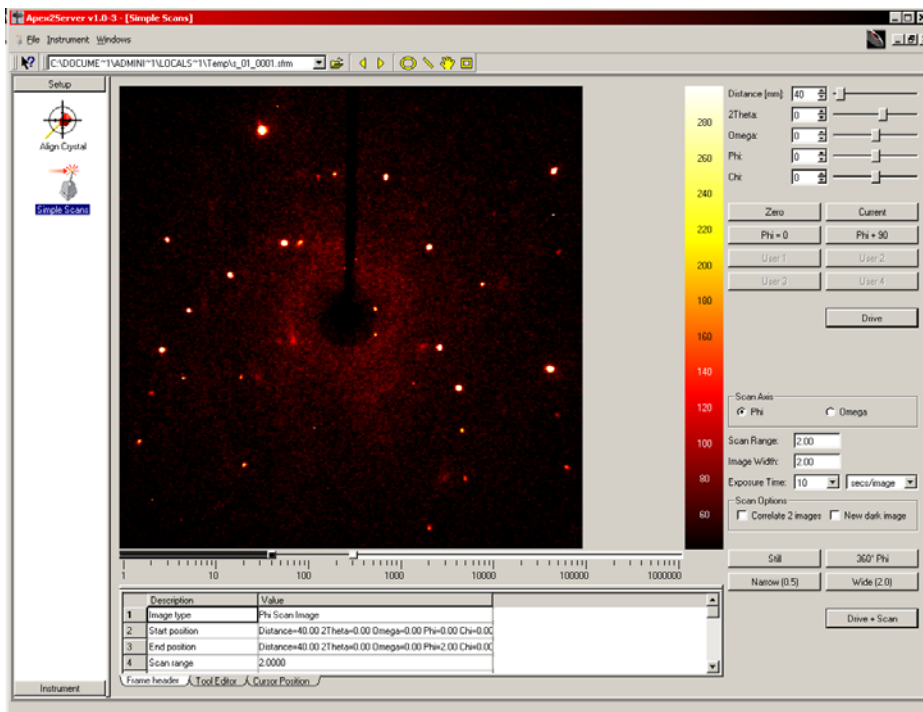 Apex2Server v1.0-3 - [Simple Scans]
File Instrument Windows
C:\DOCUME~1\ADMINI~1\LOCALS~1\Temp\s_01_0001.sfrm
Setup
Align Crystal
Simple Scans
Instrument
280
260
240
220
200
180
160
140
120
100
80
60
1 10 100 1000 10000 100000 1000000
Description Value
1 Image type Phi Scan Image
2 Start position Distance=40.00 2Theta=0.00 Omega=0.00 Phi=0.00 Chi=0.00
3 End position Distance=40.00 2Theta=0.00 Omega=0.00 Phi=2.00 Chi=0.00
4 Scan range 2.0000
Frame header Tool Editor Cursor Position
Distance [mm]: 40
2Theta: 0
Omega: 0
Phi: 0
Chi: 0
Zero Current
Phi = 0 Phi + 90
User 1 User 2
User 3 User 4
Drive
Scan Axis
Phi Omega
Scan Range: 2.00
Image Width: 2.00
Exposure Time: 10 secs/image
Scan Options
Correlate 2 images New dark image
Still 360° Phi
Narrow (0.5) Wide (2.0)
Drive + Scan